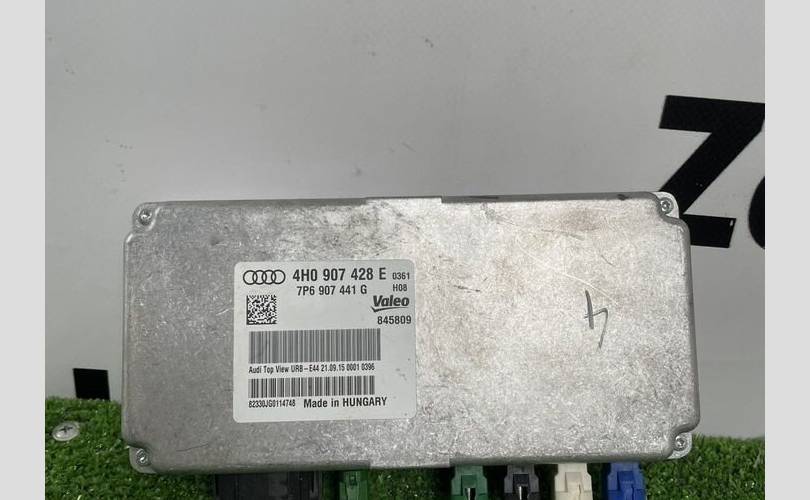 4H0 907 428 E 0361
7P6 907 441 G H08
Valeo
845809
Audi Top View URB-E44 21.09.15 0001 0396
82330JG0114748 Made in HUNGARY
4